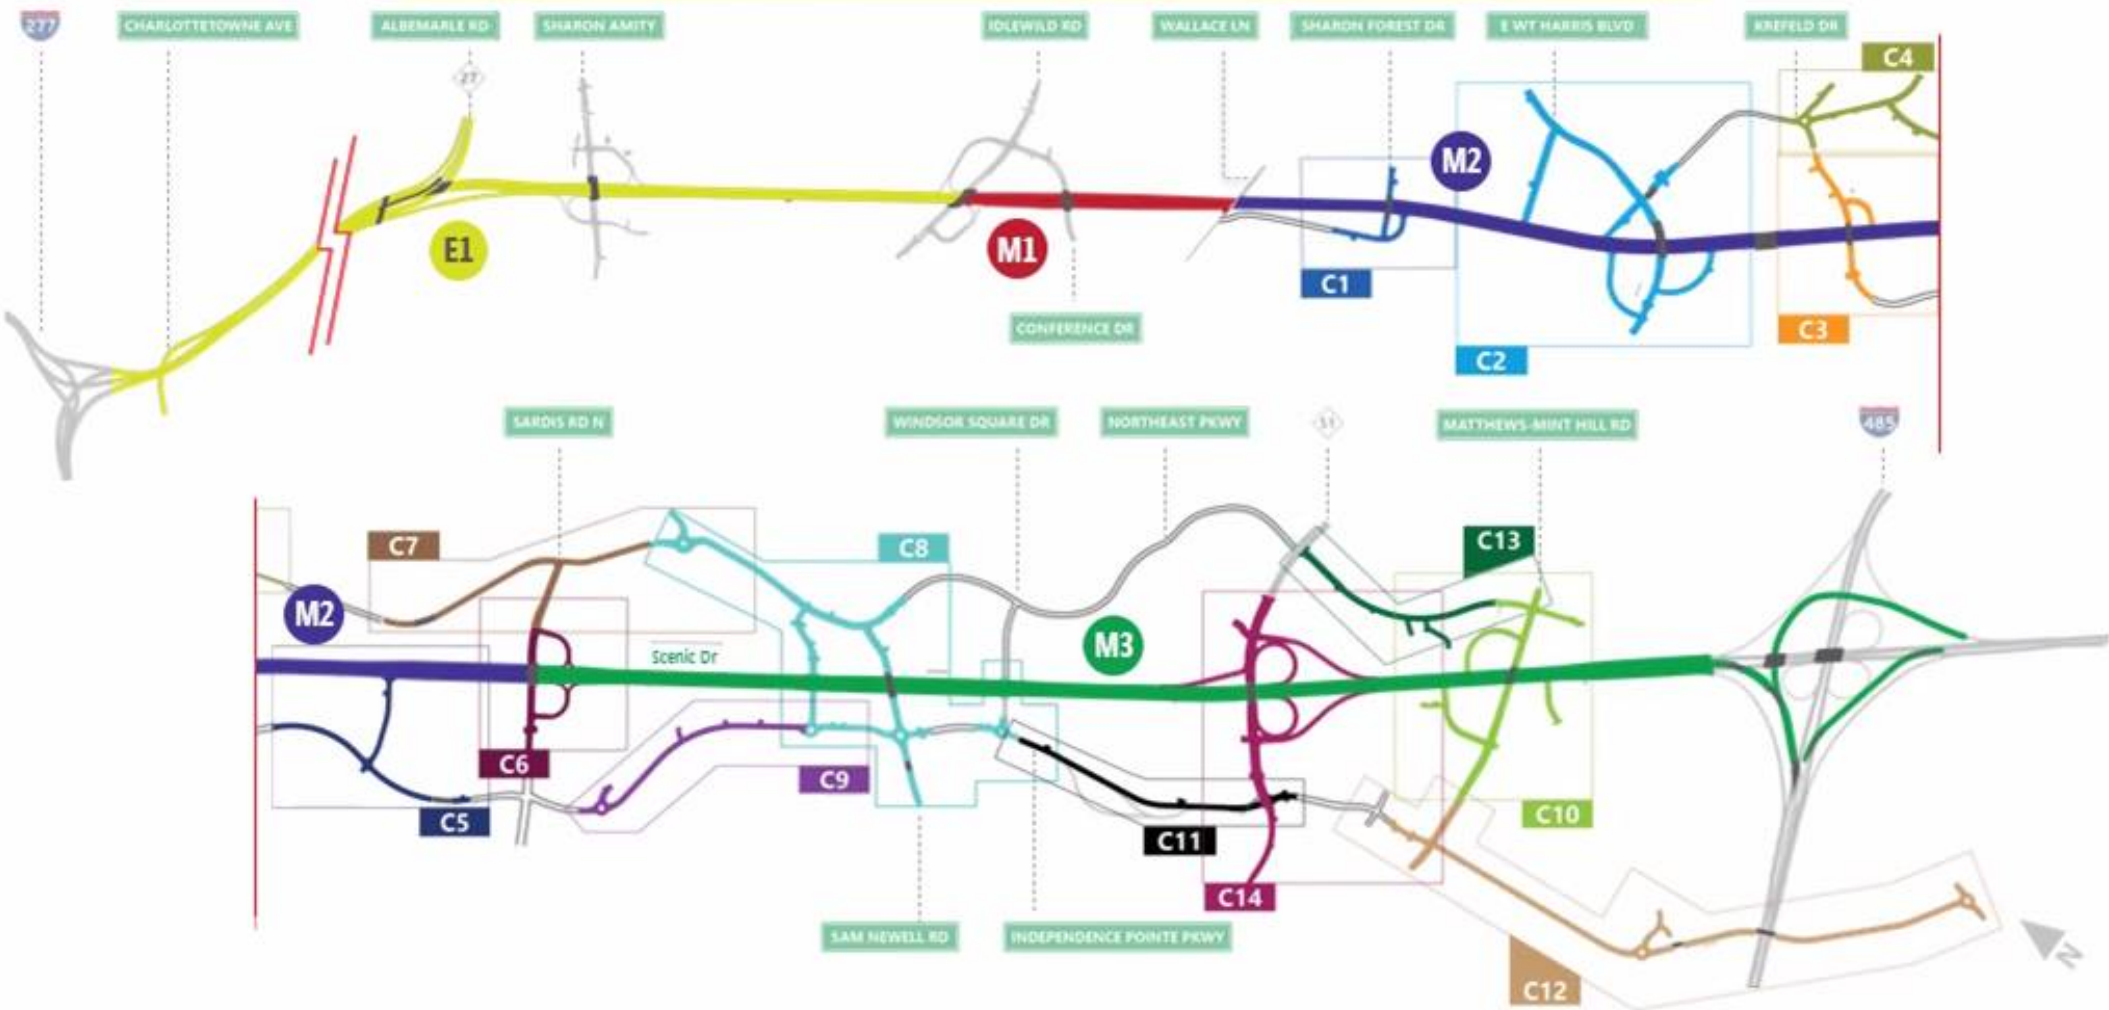 277
CHARLOTTETOWNE AVE
ALBEMARLE RD
SHARON AMITY
IDLEWILD RD
WALLACE LN
SHARON FOREST DR
E WT HARRIS BLVD
KREFELD DR
27
C4
M2
E1
M1
C1
CONFERENCE DR
C2
C3
SARDIS RD N
WINDSOR SQUARE DR
NORTHEAST PKWY
51
MATTHEWS-MINT HILL RD
485
C7
C8
C13
M2
M3
Scenic Dr
C6
C9
C5
C11
C10
C14
SAM NEWELL RD
INDEPENDENCE POINTE PKWY
C12
N